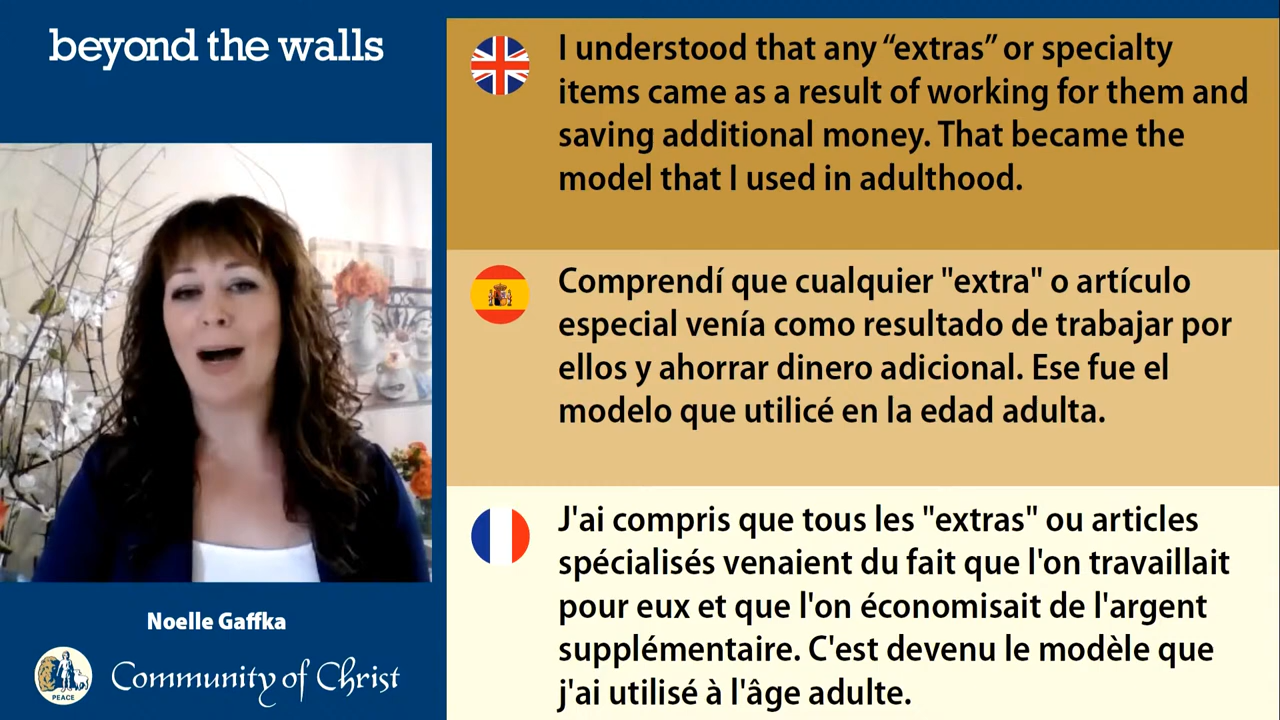 beyond the walls
I understood that any “extras” or specialty
items came as a result of working for them and
saving additional money. That became the
model that I used in adulthood.
Comprendí que cualquier "extra" o artículo
especial venía como resultado de trabajar por
ellos y ahorrar dinero adicional. Ese fue el
modelo que utilicé en la edad adulta.
J'ai compris que tous les "extras" ou articles
spécialisés venaient du fait que l'on travaillait
pour eux et que l'on économisait de l'argent
supplémentaire. C'est devenu le modèle que
j'ai utilisé à l'âge adulte.
Noelle Gaffka
PEACE
Community of Christ